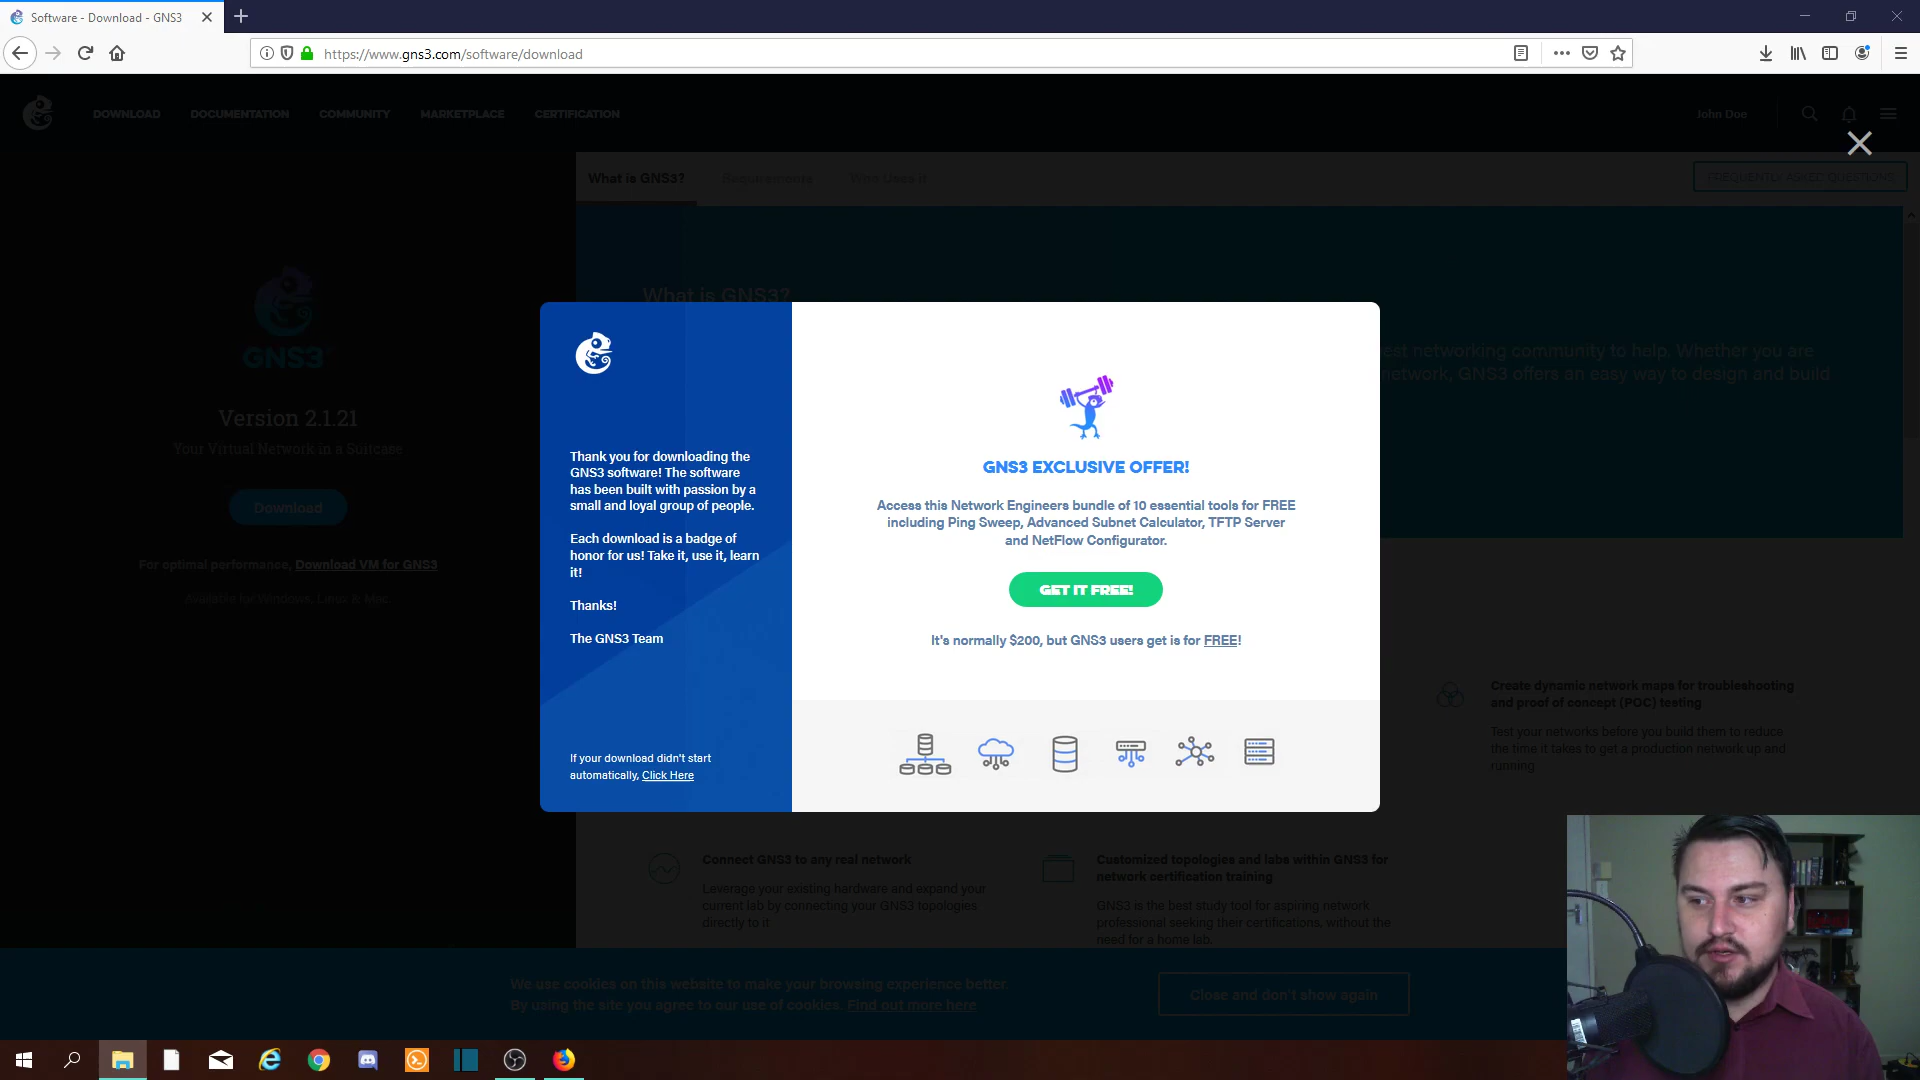 Software - Download - GNS3
https://www.gns3.com/software/download
DOWNLOAD
DOCUMENTATION
COMMUNITY
MARKETPLACE
CERTIFICATION
John Doe
What is GNS3?
Requirements
Who Uses It
FREQUENTLY ASKED QUESTIONS
GNS3
Version 2.1.21
Your Virtual Network in a Suitcase
Download
For optimal performance, Download VM for GNS3
Available for Windows, Linux & Mac
What is GNS3?
est networking community to help. Whether you are
network, GNS3 offers an easy way to design and build
Thank you for downloading the
GNS3 software! The software
has been built with passion by a
small and loyal group of people.
Each download is a badge of
honor for us! Take it, use it, learn
it!
Thanks!
The GNS3 Team
If your download didn't start
automatically, Click Here
GNS3 EXCLUSIVE OFFER!
Access this Network Engineers bundle of 10 essential tools for FREE
including Ping Sweep, Advanced Subnet Calculator, TFTP Server
and NetFlow Configurator.
GET IT FREE!
It's normally $200, but GNS3 users get is for FREE!
Create dynamic network maps for troubleshooting
and proof of concept (POC) testing
Test your networks before you build them to reduce
the time it takes to get a production network up and
running
Connect GNS3 to any real network
Leverage your existing hardware and expand your
current lab by connecting your GNS3 topologies
directly to it
Customized topologies and labs within GNS3 for
network certification training
GNS3 is the best study tool for aspiring network
professional seeking their certifications, without the
need for a home lab.
We use cookies on this website to make your browsing experience better.
By using the site you agree to our use of cookies. Find out more here
Close and don't show again